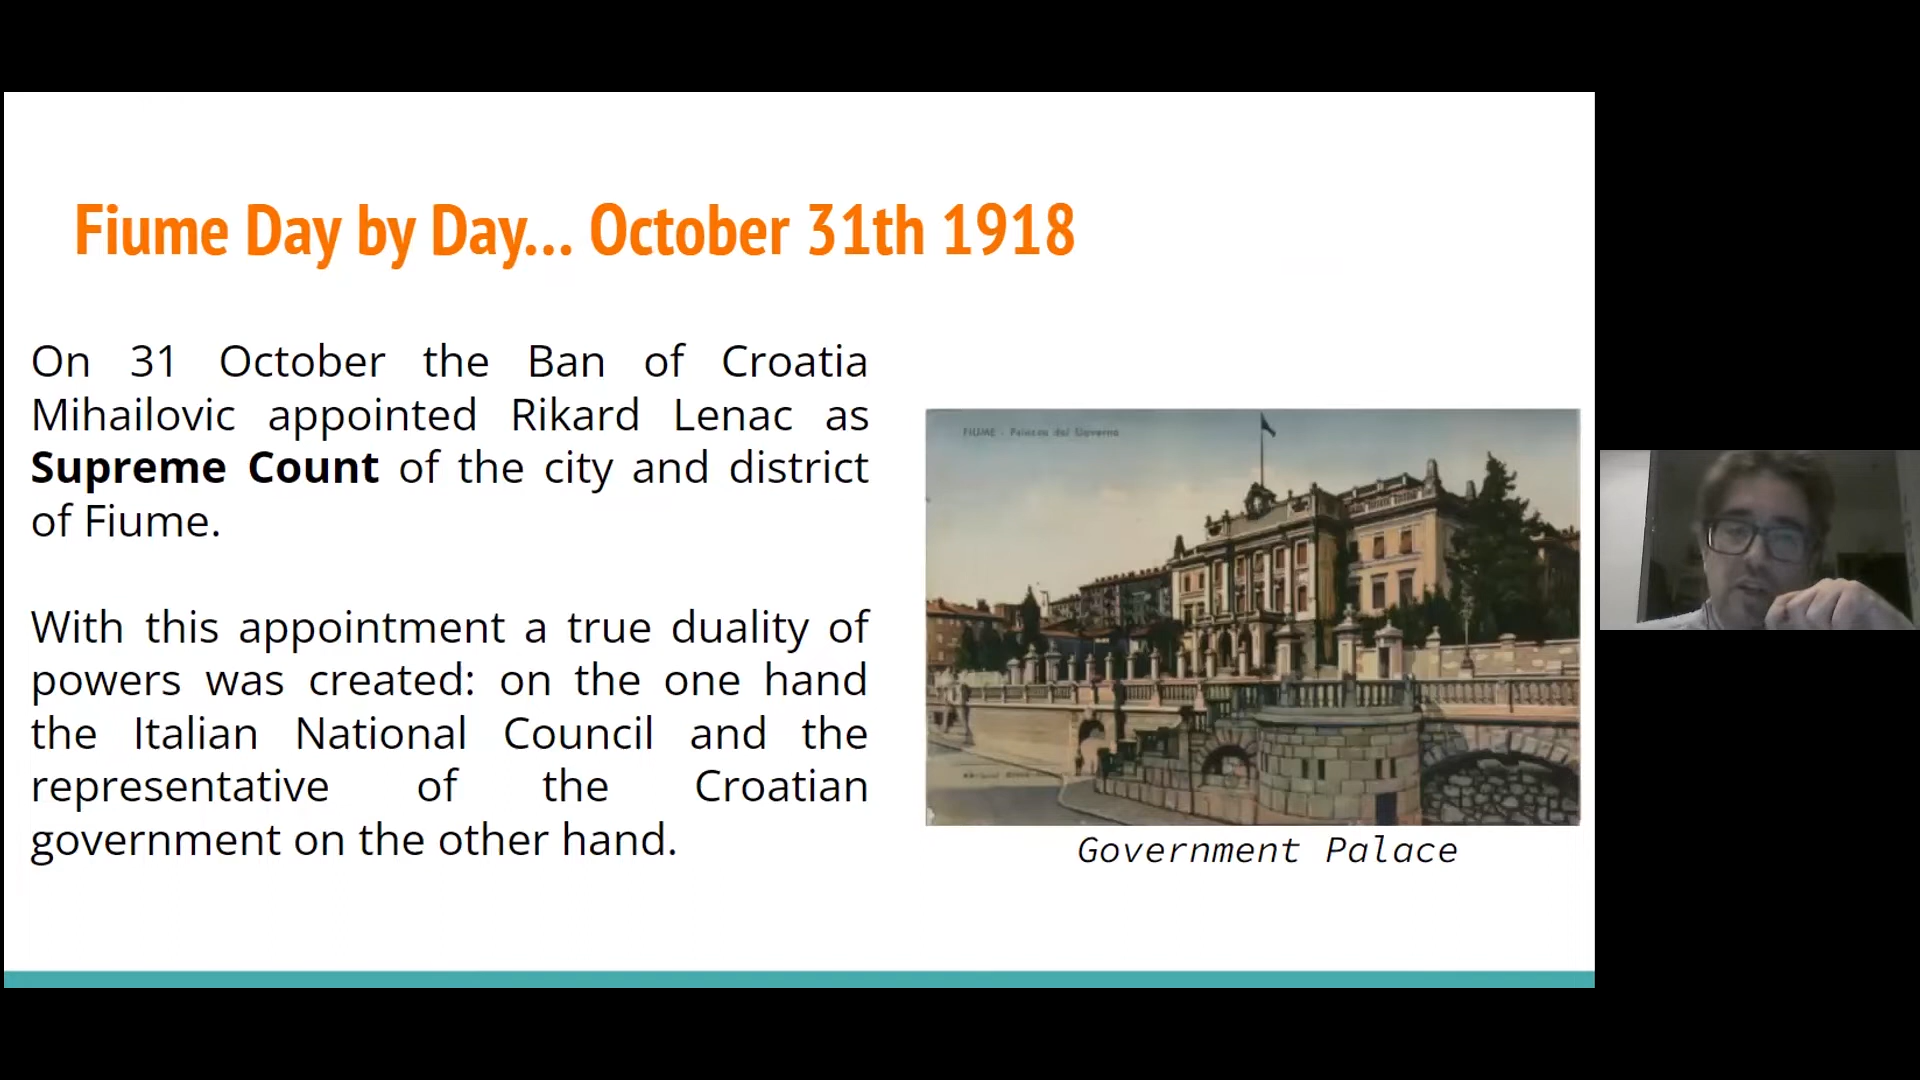 Fiume Day by Day... October 31th 1918
On 31 October the Ban of Croatia
Mihailovic appointed Rikard Lenac as
Supreme Count of the city and district
of Fiume.
With this appointment a true duality of
powers was created: on the one hand
the Italian National Council and the
representative of the Croatian
government on the other hand.
FIUME - Palazzo del Governo
Government Palace